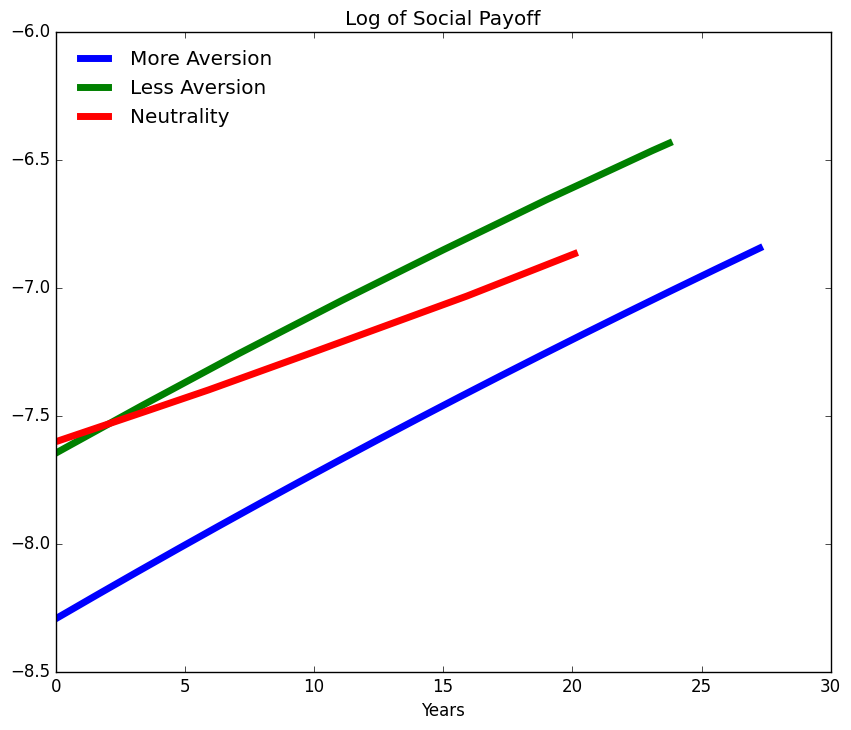 Log of Social Payoff
−6.0
More Aversion
Less Aversion
Neutrality
−6.5
−7.0
−7.5
−8.0
−8.5
0 5 10 15 20 25 30
Years